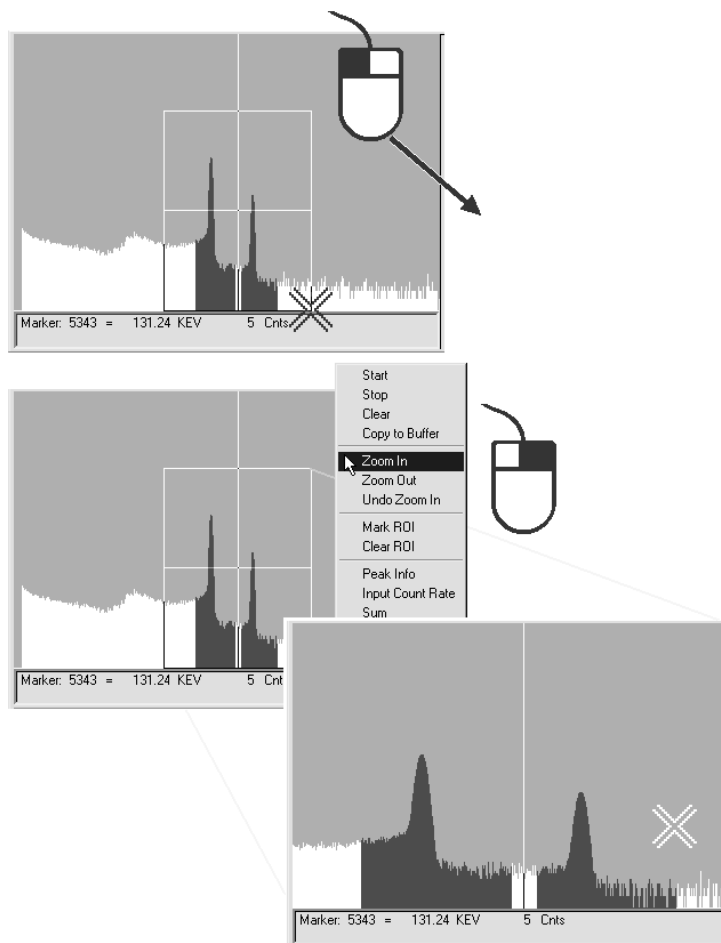 Marker: 5343 = 131.24 KEV 5 Cnts
Start
Stop
Clear
Copy to Buffer
Zoom In
Zoom Out
Undo Zoom In
Mark ROI
Clear ROI
Peak Info
Input Count Rate
Sum
Marker: 5343 = 131.24 KEV 5 Cnt
Marker: 5343 = 131.24 KEV 5 Cnts